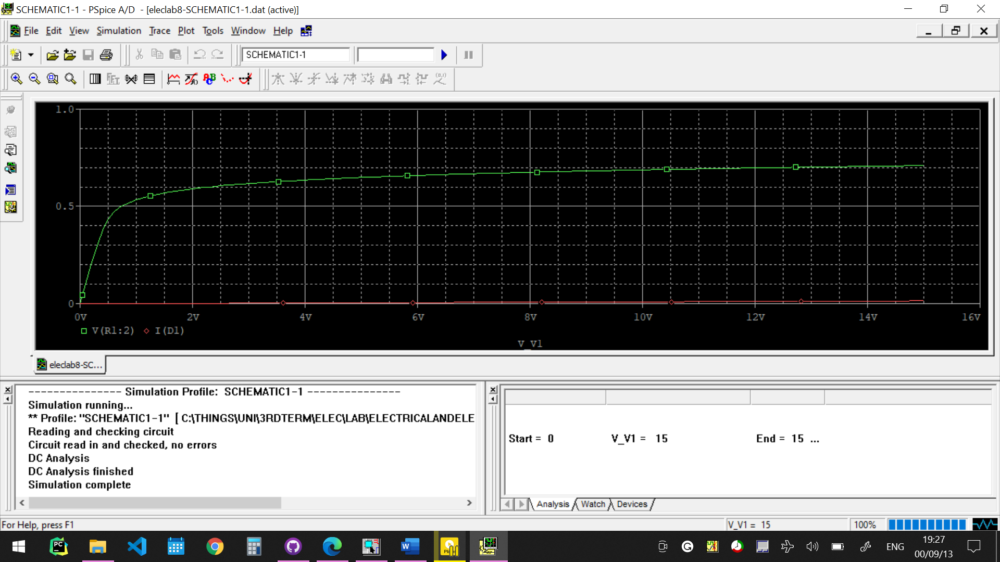 SCHEMATIC1-1 - PSpice A/D - [eleclab8-SCHEMATIC1-1.dat (active)]
File Edit View Simulation Trace Plot Tools Window Help
SCHEMATIC1-1
1.0
0.5
0
0V 2V 4V 6V 8V 10V 12V 14V 16V
V(R1:2) I(D1)
V_V1
eleclab8-SC...
--------------- Simulation Profile: SCHEMATIC1-1 ---------------
Simulation running...
** Profile: "SCHEMATIC1-1" [ C:\THINGS\UNI\3RDTERM\ELEC\LAB\ELECTRICALANDELE
Reading and checking circuit
Circuit read in and checked, no errors
DC Analysis
DC Analysis finished
Simulation complete
Start = 0 V_V1 = 15 End = 15 ...
Analysis Watch Devices
For Help, press F1
V_V1 = 15 100%
ENG
19:27
00/09/13